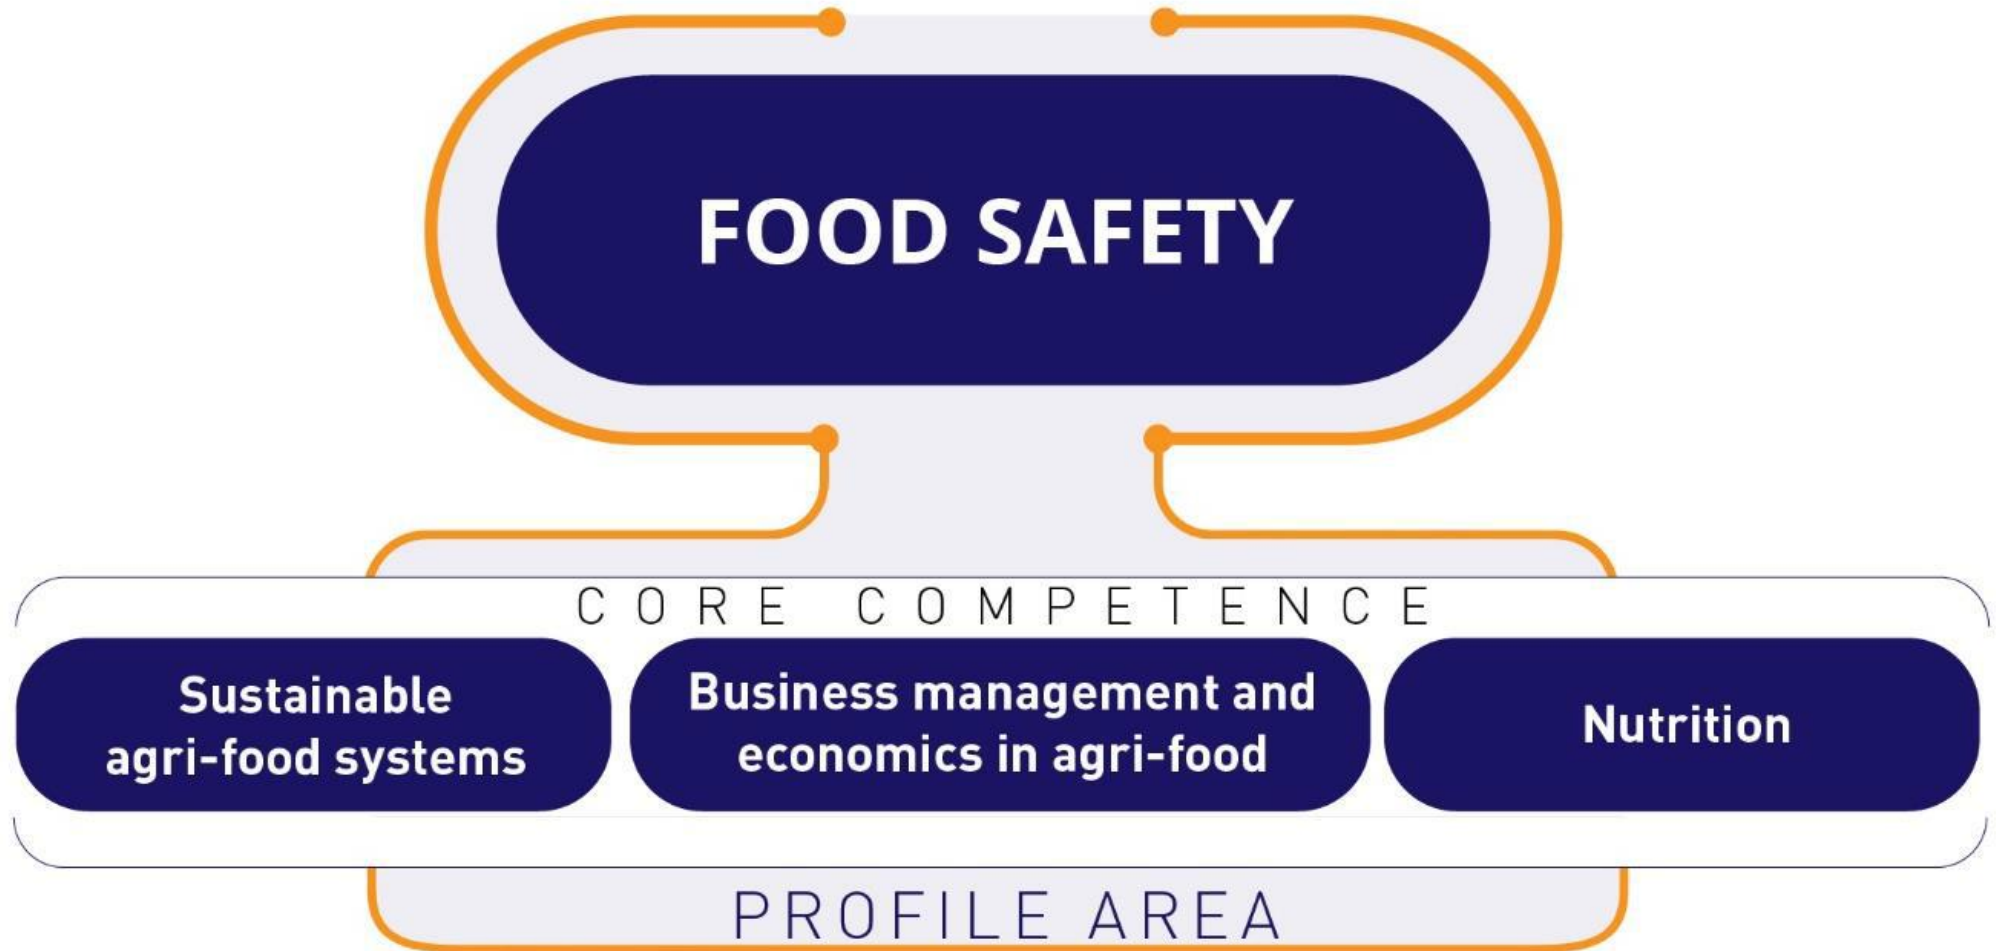 FOOD SAFETY
CORE COMPETENCE
Sustainable
agri-food systems
Business management and
economics in agri-food
Nutrition
PROFILE AREA